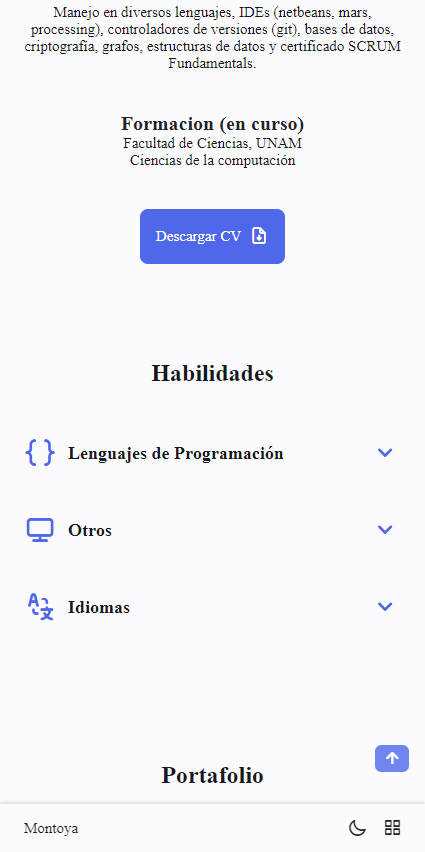 Manejo en diversos lenguajes, IDEs (netbeans, mars,
processing), controladores de versiones (git), bases de datos,
criptografía, grafos, estructuras de datos y certificado SCRUM
Fundamentals.
Formacion (en curso)
Facultad de Ciencias, UNAM
Ciencias de la computación
Descargar CV
Habilidades
Lenguajes de Programación
Otros
Idiomas
Portafolio
Montoya